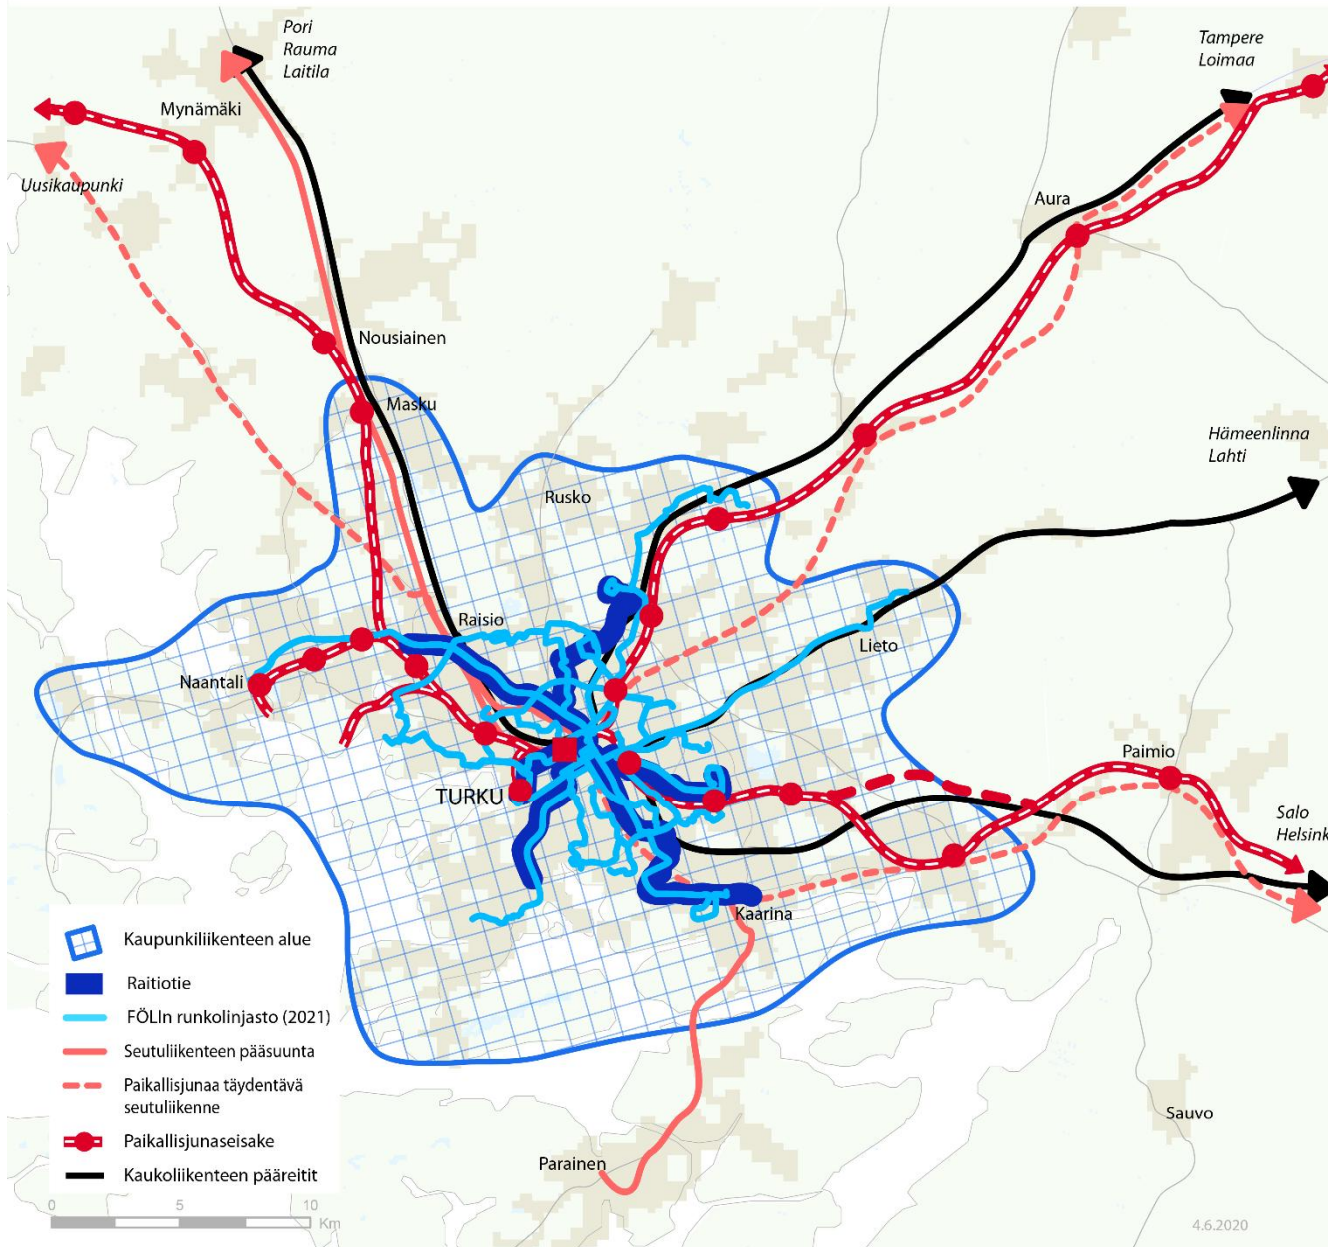 Pori
Rauma
Laitila
Tampere
Loimaa
Mynämäki
Uusikaupunki
Aura
Nousiainen
Masku
Hämeenlinna
Lahti
Rusko
Raisio
Lieto
Naantali
Paimio
TURKU
Salo
Helsink
Kaarina
Kaupunkiliikenteen alue
Raitiotie
FÖLIn runkolinjasto (2021)
Seutuliikenteen pääsuunta
Paikallisjunaa täydentävä
seutuliikenne
Paikallisjunaseisake
Kaukoliikenteen pääreitit
Sauvo
Parainen
0 5 10
Km
4.6.2020